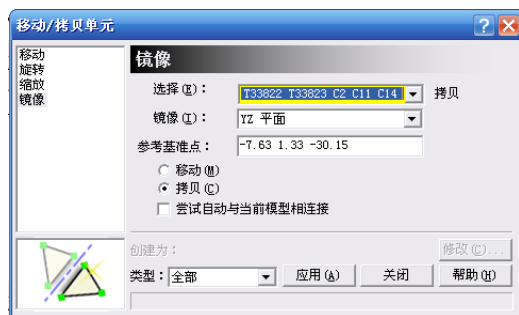 移动/拷贝单元
移动
旋转
缩放
镜像
镜像
选择(E)： T33822 T33823 C2 C11 C14 拷贝
镜像(I)： YZ 平面
参考基准点： -7.63 1.33 -30.15
移动(M)
拷贝(C)
尝试自动与当前模型相连接
创建为： 修改(C)...
类型：全部 应用(A) 关闭 帮助(H)